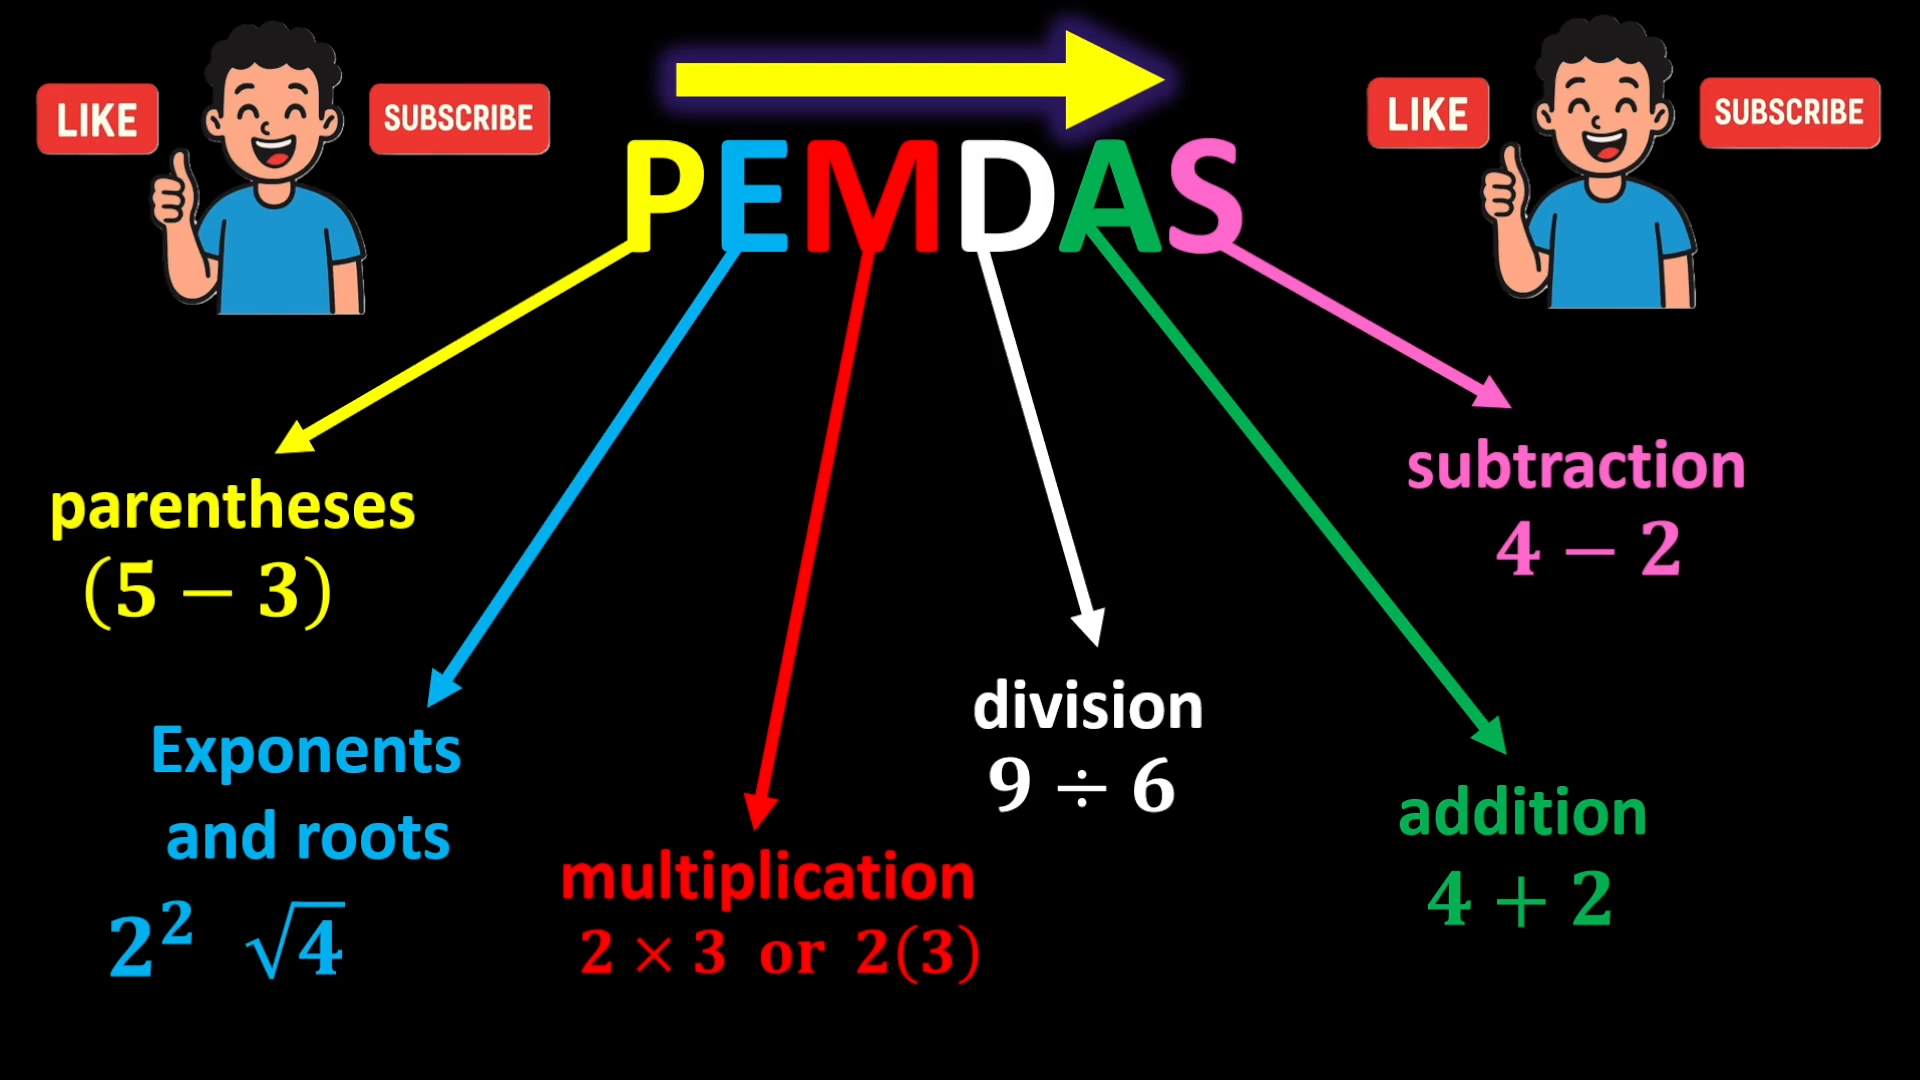 LIKE
SUBSCRIBE
LIKE
SUBSCRIBE
PEMDAS
parentheses
(5 − 3)
Exponents
and roots
2² √4
multiplication
2 × 3 or 2(3)
division
9 ÷ 6
addition
4 + 2
subtraction
4 − 2